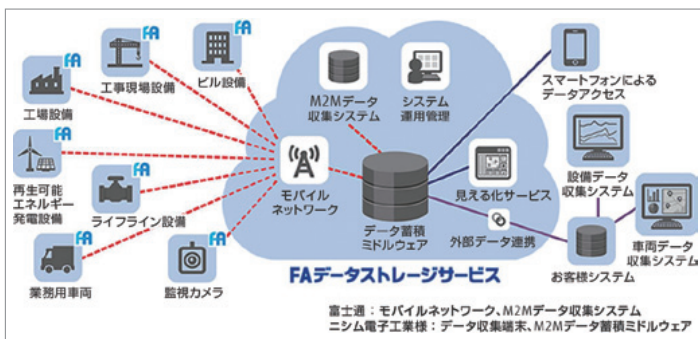 FA
FA
FA
工場設備
工事現場設備
ビル設備
FA
再生可能
エネルギー
発電設備
FA
ライフライン設備
FA
業務用車両
FA
監視カメラ
モバイル
ネットワーク
M2Mデータ
収集システム
システム
運用管理
データ蓄積
ミドルウェア
見える化サービス
外部データ連携
FAデータストレージサービス
スマートフォンによる
データアクセス
設備データ
収集システム
お客様システム
車両データ
収集システム
富士通：モバイルネットワーク、M2Mデータ収集システム
ニシム電子工業様：データ収集端末、M2Mデータ蓄積ミドルウェア